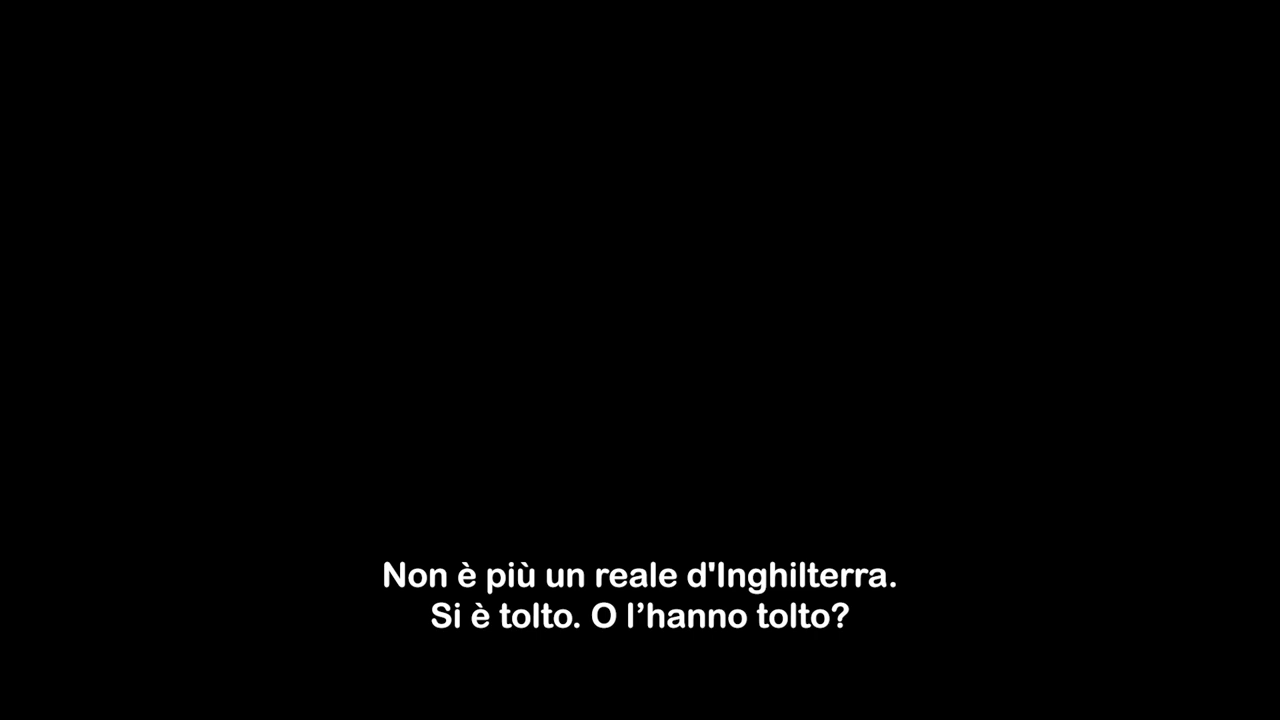 Non è più un reale d'Inghilterra.
Si è tolto. O l’hanno tolto?